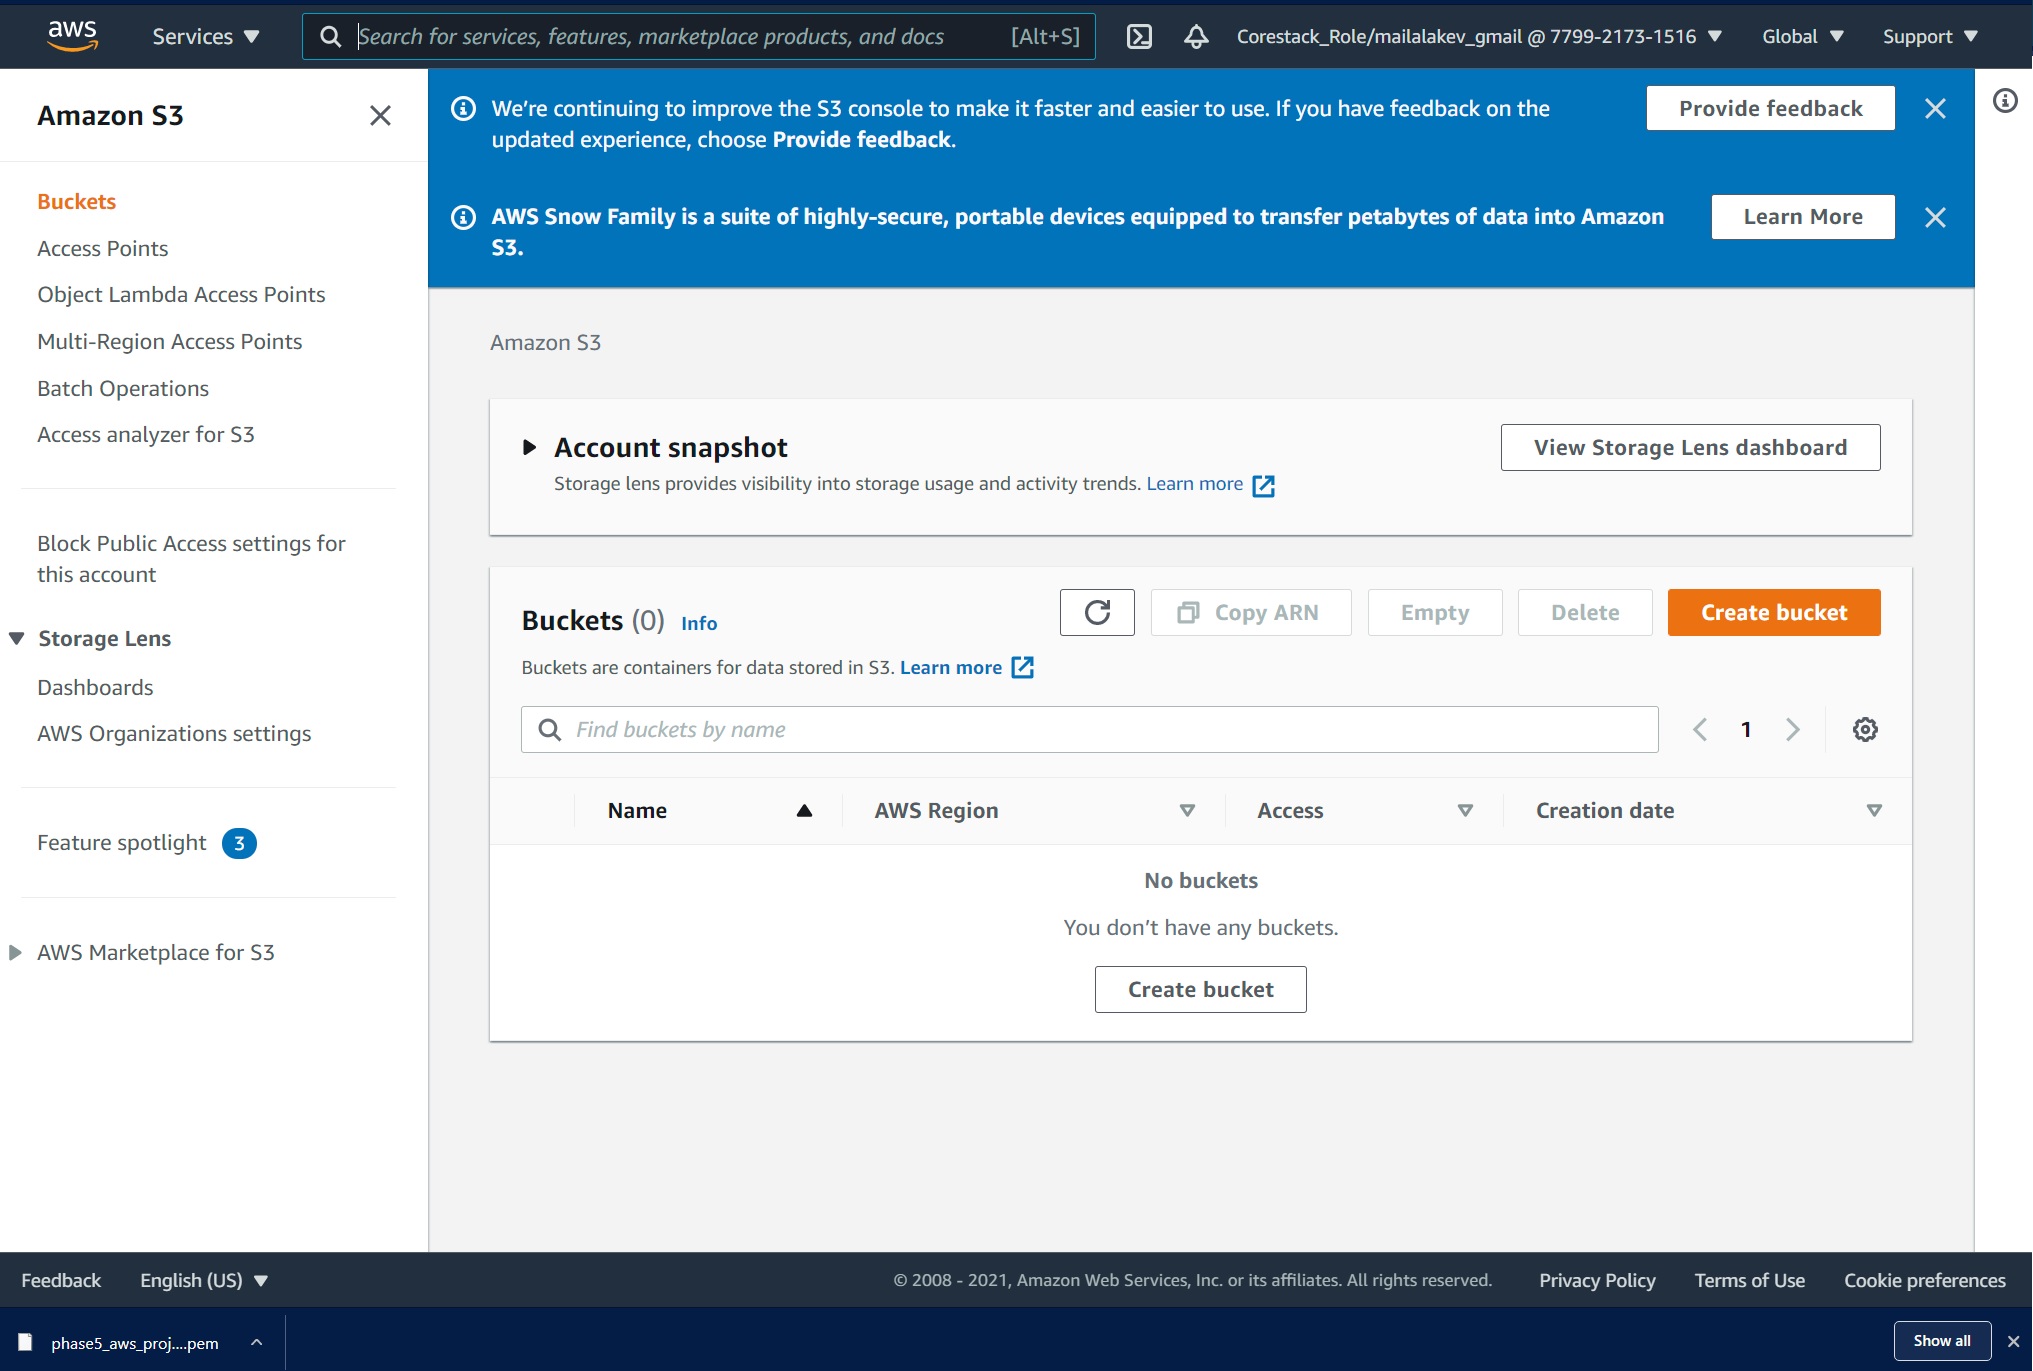 aws
Services
Search for services, features, marketplace products, and docs
[Alt+S]
Corestack_Role/mailalakev_gmail @ 7799-2173-1516
Global
Support
Amazon S3
Buckets
Access Points
Object Lambda Access Points
Multi-Region Access Points
Batch Operations
Access analyzer for S3
Block Public Access settings for
this account
Storage Lens
Dashboards
AWS Organizations settings
Feature spotlight 3
AWS Marketplace for S3
We’re continuing to improve the S3 console to make it faster and easier to use. If you have feedback on the
updated experience, choose Provide feedback.
Provide feedback
AWS Snow Family is a suite of highly-secure, portable devices equipped to transfer petabytes of data into Amazon
S3.
Learn More
Amazon S3
Account snapshot
Storage lens provides visibility into storage usage and activity trends. Learn more
View Storage Lens dashboard
Buckets (0) Info
Copy ARN
Empty
Delete
Create bucket
Buckets are containers for data stored in S3. Learn more
Find buckets by name
1
Name
AWS Region
Access
Creation date
No buckets
You don’t have any buckets.
Create bucket
Feedback
English (US)
© 2008 - 2021, Amazon Web Services, Inc. or its affiliates. All rights reserved.
Privacy Policy
Terms of Use
Cookie preferences
phase5_aws_proj....pem
Show all